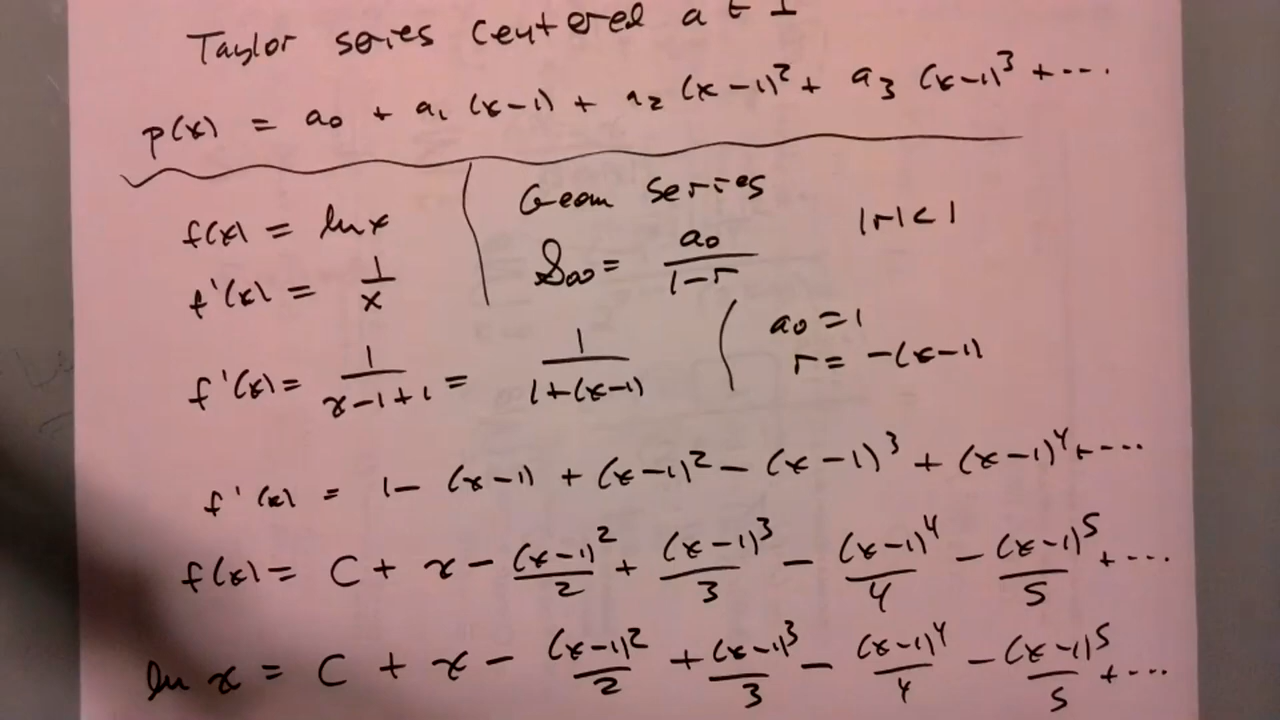 Taylor series centered at 1
p(x) = a₀ + a₁ (x-1) + a₂ (x-1)² + a₃ (x-1)³ + ....
f(x) = ln x
Geom series
|r| < 1
f'(x) = 1/x
S∞ = a₀/(1-r)
f'(x) = 1/(x-1+1) = 1/(1+(x-1))
a₀ = 1
r = -(x-1)
f'(x) = 1 - (x-1) + (x-1)² - (x-1)³ + (x-1)⁴ + ....
f(x) = C + x - (x-1)²/2 + (x-1)³/3 - (x-1)⁴/4 - (x-1)⁵/5 + ....
ln x = C + x - (x-1)²/2 + (x-1)³/3 - (x-1)⁴/4 - (x-1)⁵/5 + ....